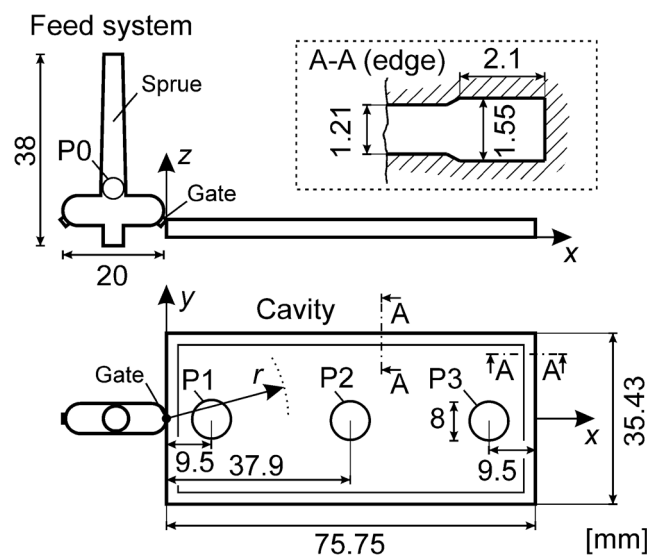 Feed system
A-A (edge)
2.1
Sprue
1.21
1.55
38
P0
z
Gate
x
20
y
Cavity
A
A
Gate
P1
r
P2
P3
A
A
8
x
35.43
9.5
37.9
9.5
75.75
[mm]